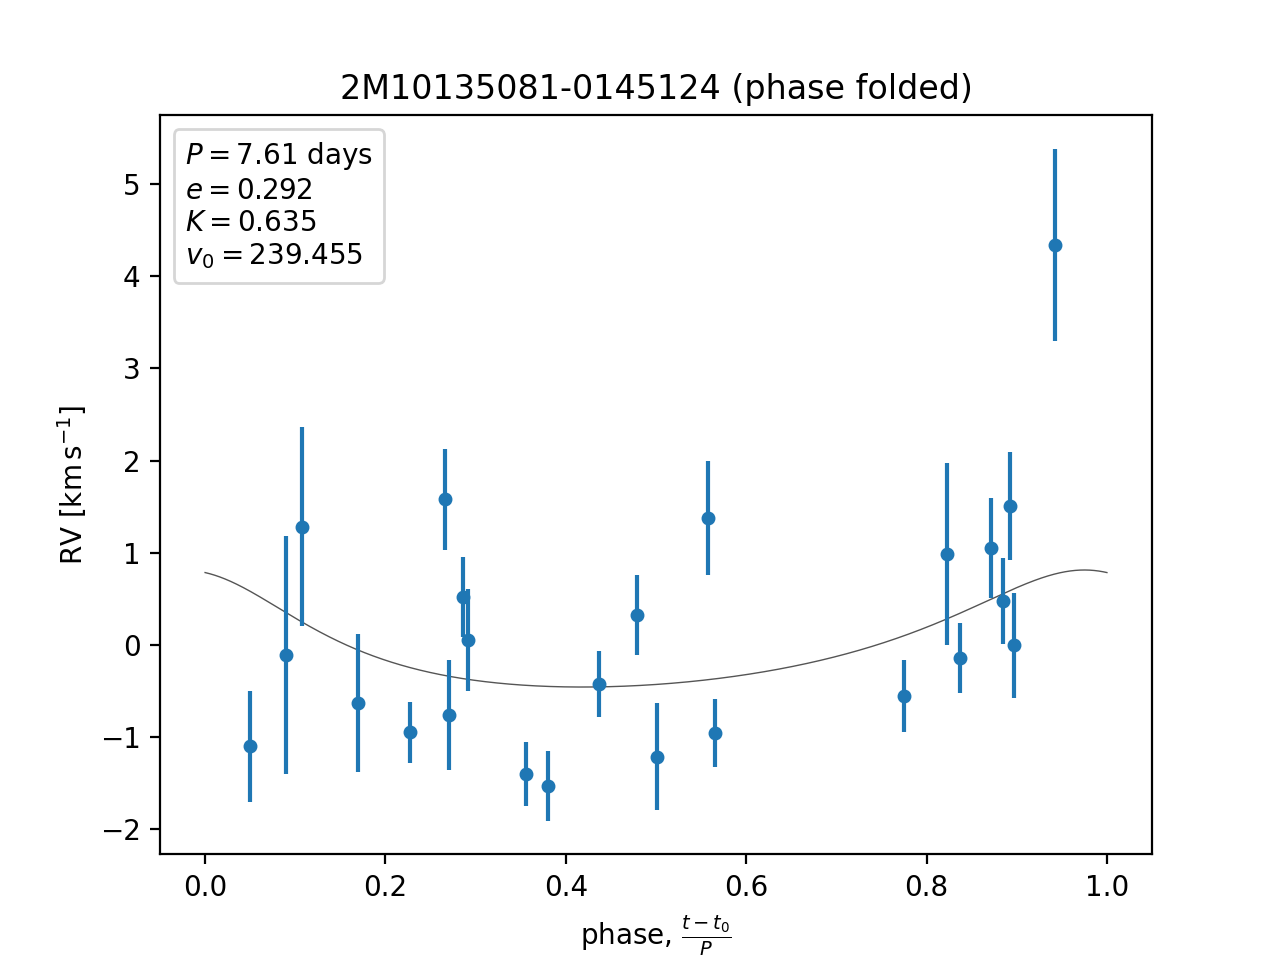 2M10135081-0145124 (phase folded)
P = 7.61 days
e = 0.292
K = 0.635
v₀ = 239.455
5
4
3
2
1
0
−1
−2
RV [km s⁻¹]
0.0 0.2 0.4 0.6 0.8 1.0
phase, (t − t₀)/P